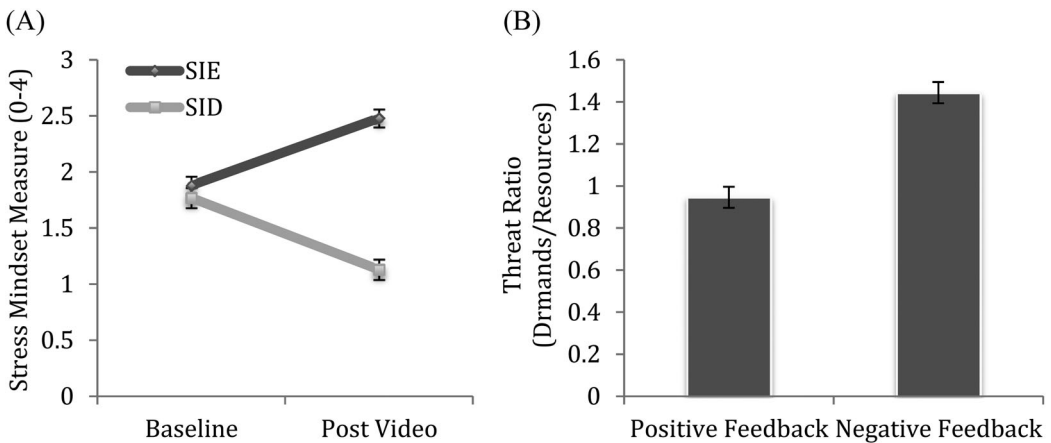 (A)
Stress Mindset Measure (0-4)
3
2.5
2
1.5
1
0.5
0
SIE
SID
Baseline
Post Video
(B)
Threat Ratio
(Drmands/Resources)
1.6
1.4
1.2
1
0.8
0.6
0.4
0.2
0
Positive Feedback
Negative Feedback